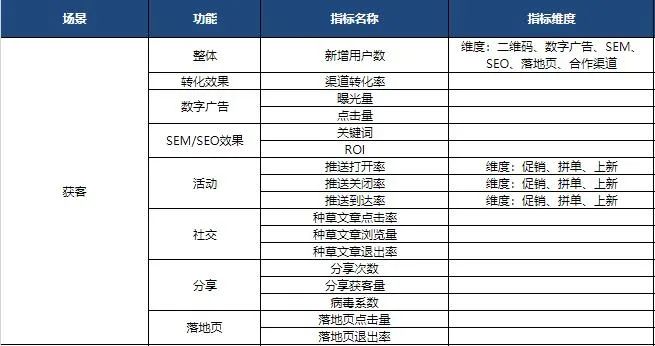 场景 功能 指标名称 指标维度
获客
整体 新增用户数 维度：二维码、数字广告、SEM、
SEO、落地页、合作渠道
转化效果 渠道转化率
数字广告 曝光量
点击量
SEM/SEO效果 关键词
ROI
活动 推送打开率 维度：促销、拼单、上新
推送关闭率 维度：促销、拼单、上新
推送到达率 维度：促销、拼单、上新
社交 种草文章点击率
种草文章浏览量
种草文章退出率
分享 分享次数
分享获客量
病毒系数
落地页 落地页点击量
落地页退出率